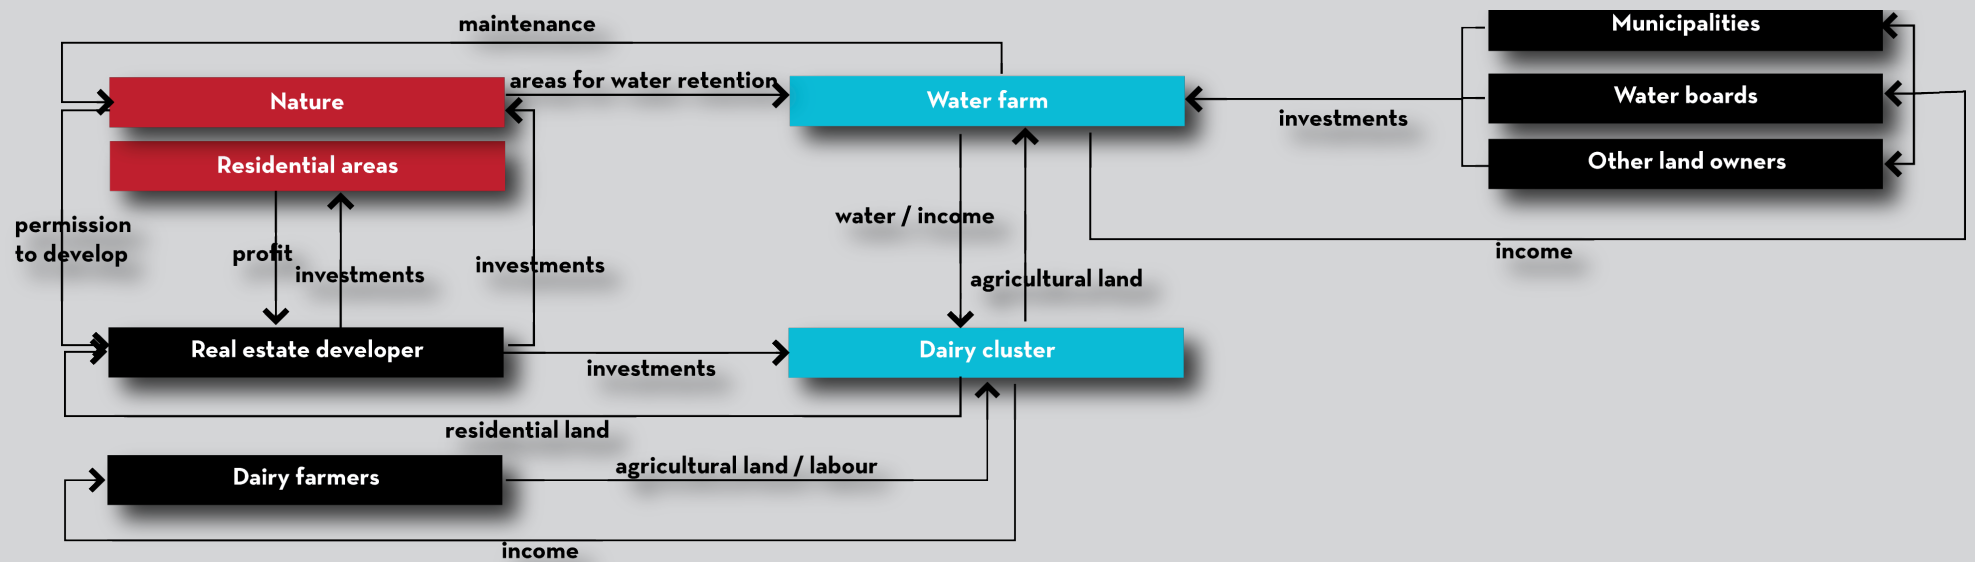 maintenance
Municipalities
Nature
areas for water retention
Water farm
Water boards
investments
Residential areas
Other land owners
permission
to develop
profit
investments
investments
water / income
agricultural land
income
Real estate developer
investments
Dairy cluster
residential land
Dairy farmers
agricultural land / labour
income